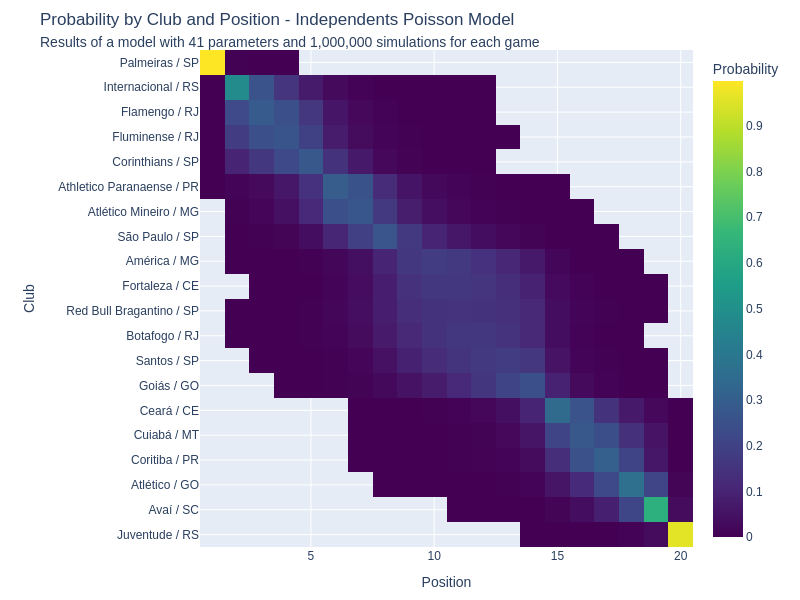 Probability by Club and Position - Independents Poisson Model
Results of a model with 41 parameters and 1,000,000 simulations for each game
Probability
Palmeiras / SP
Internacional / RS
Flamengo / RJ
Fluminense / RJ
Corinthians / SP
Athletico Paranaense / PR
Atlético Mineiro / MG
São Paulo / SP
América / MG
Fortaleza / CE
Red Bull Bragantino / SP
Botafogo / RJ
Santos / SP
Goiás / GO
Ceará / CE
Cuiabá / MT
Coritiba / PR
Atlético / GO
Avaí / SC
Juventude / RS
Club
5 10 15 20
Position
0.9
0.8
0.7
0.6
0.5
0.4
0.3
0.2
0.1
0